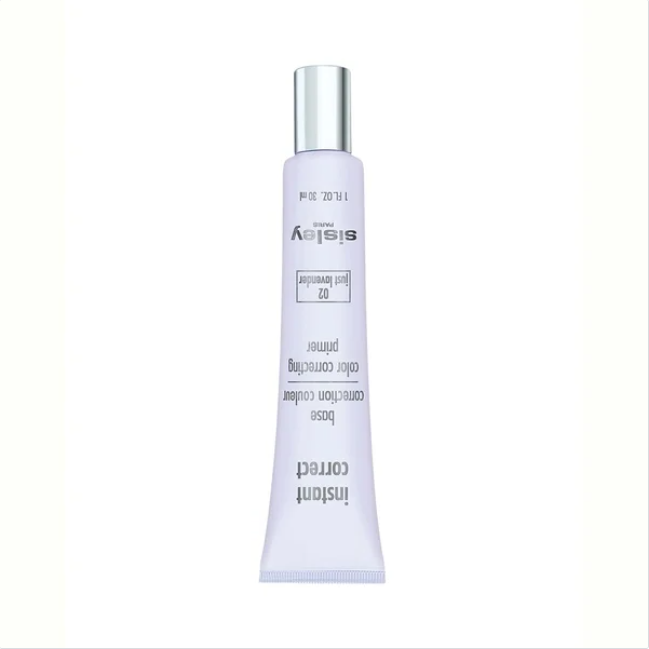 instant
correct
base
correction couleur
color correcting
primer
02
just lavender
sisley
PARIS
1 FL.OZ. 30 ml